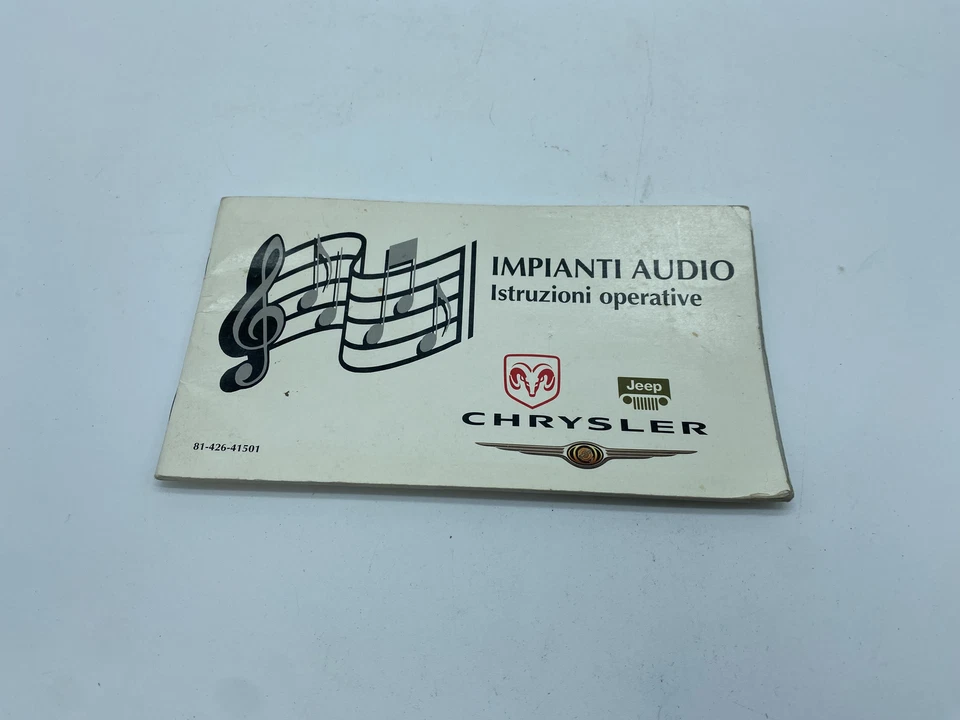 IMPIANTI AUDIO
Istruzioni operative
Jeep
CHRYSLER
81-426-41501